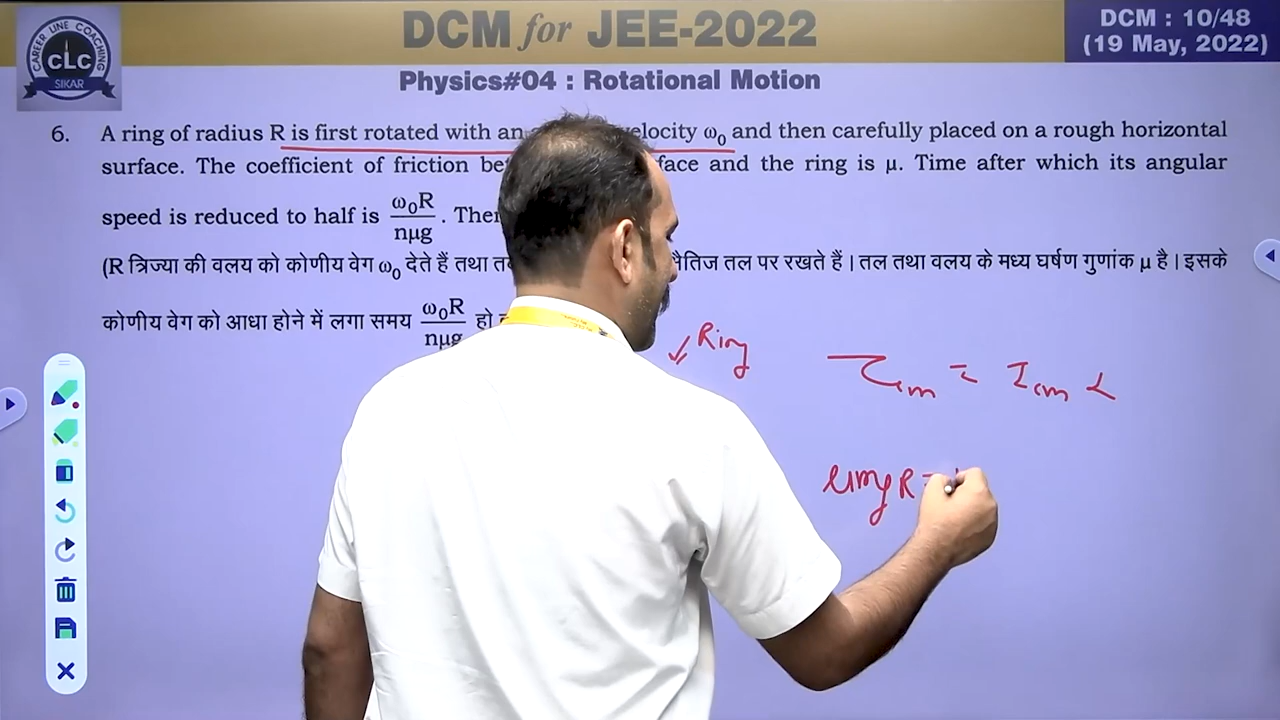 CAREER LINE COACHING
CLC
SIKAR
DCM for JEE-2022
DCM : 10/48
(19 May, 2022)
Physics#04 : Rotational Motion
6. A ring of radius R is first rotated with an elocity ω₀ and then carefully placed on a rough horizontal
surface. The coefficient of friction be face and the ring is μ. Time after which its angular
speed is reduced to half is ω₀R/nμg . The
(R त्रिज्या की वलय को कोणीय वेग ω₀ देते हैं तथा तल पर रखते हैं। तल तथा वलय के मध्य घर्षण गुणांक μ है। इसके
कोणीय वेग को आधा होने में लगा समय ω₀R/nμg हो
Ring
τcm = Icm α
μmg R =